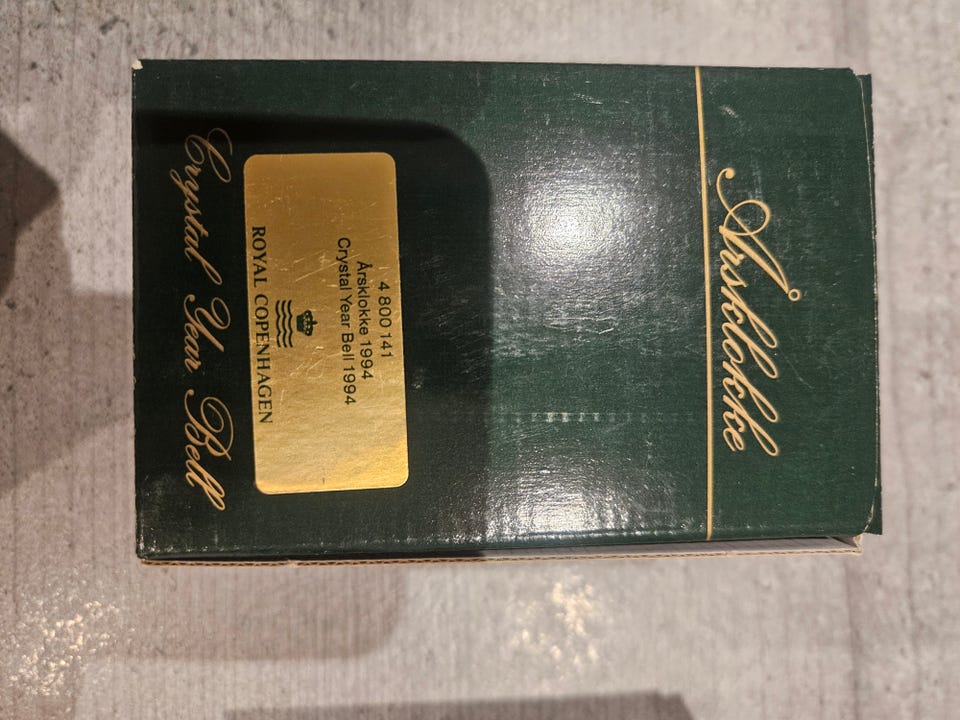 Årsklokke
4 800 141
Årsklokke 1994
Crystal Year Bell 1994
ROYAL COPENHAGEN
Crystal Year Bell